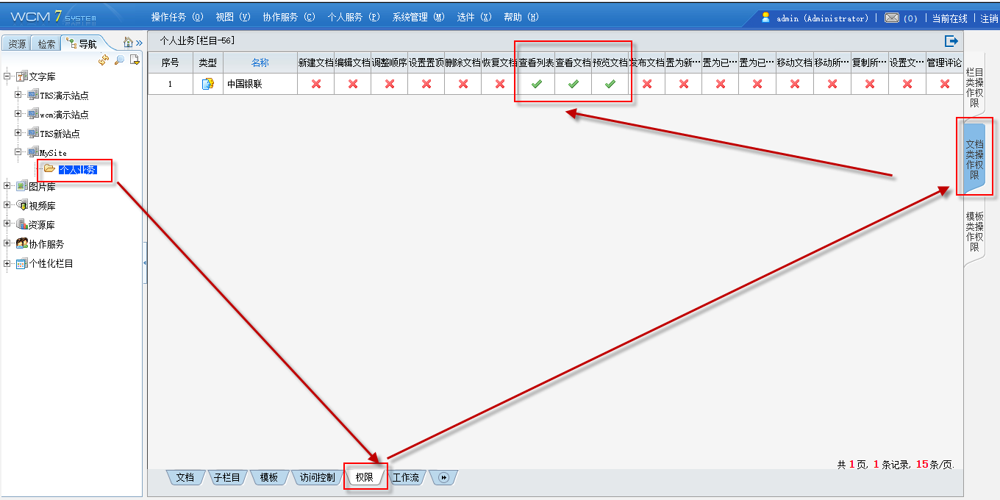 WCM 7 SYSTEM 操作任务 (O) 视图 (V) 协作服务 (C) 个人服务 (P) 系统管理 (M) 选件 (X) 帮助 (H) admin (Administrator) | (0) | 当前在线 | 注销
资源 检索 导航
个人业务[栏目-56]
序号 类型 名称 新建文档 编辑文档 调整顺序 设置置顶 删除文档 恢复文档 查看列表 查看文档 预览文档 发布文档 置为新… 置为已… 置为已… 移动文档 移动所… 复制所… 设置文… 管理评论
1 中国银联
文字库
TRS演示站点
wcm演示站点
TRS新站点
MySite
个人业务
图片库
视频库
资源库
协作服务
个性化栏目
栏目类操作权限
文档类操作权限
模板类操作权限
共 1 页, 1 条记录, 15条/页.
文档 子栏目 模板 访问控制 权限 工作流